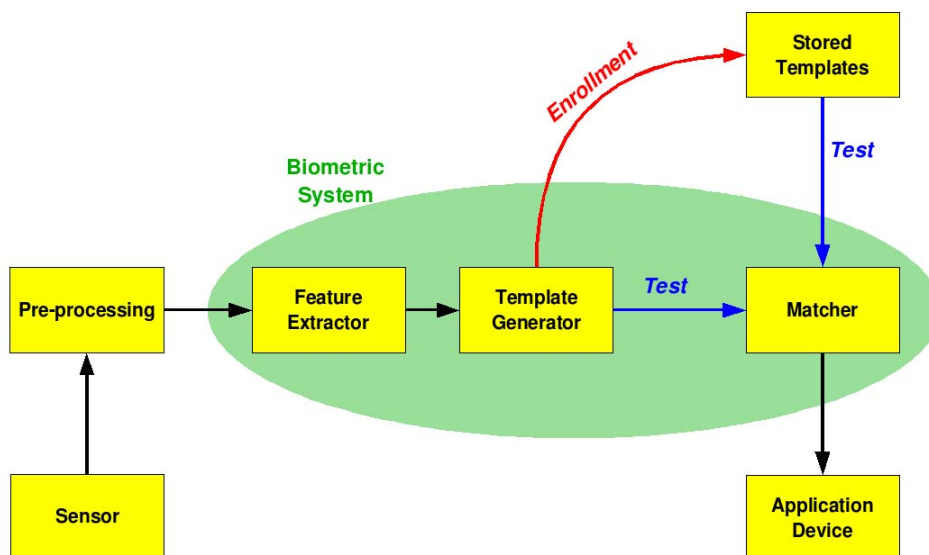 Stored
Templates
Enrollment
Test
Biometric
System
Pre-processing
Feature
Extractor
Template
Generator
Test
Matcher
Sensor
Application
Device